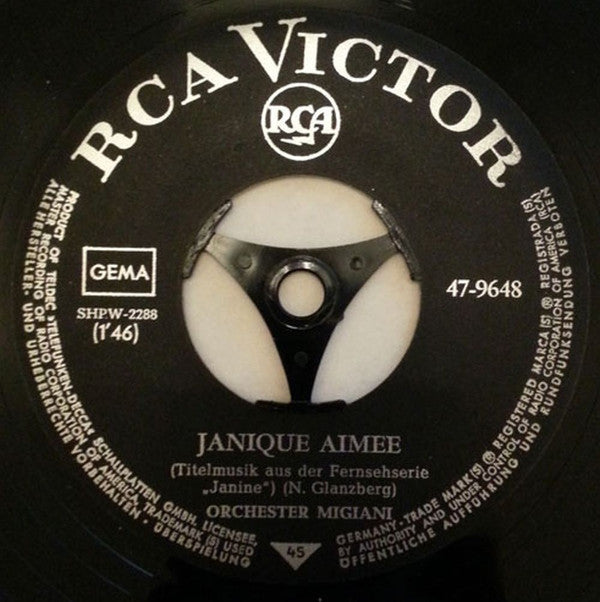 RCA VICTOR
RCA
GEMA
SHPW-2288
(1'46)
47-9648
JANIQUE AIMEE
(Titelmusik aus der Fernsehserie
„Janine“) (N. Glanzberg)
ORCHESTER MIGIANI
45
PRODUCT OF TELDEC »TELEFUNKEN-DECCA« SCHALLPLATTEN GMBH, LICENSEE,
MASTER RECORDING OF RADIO CORPORATION OF AMERICA, TRADEMARK (S) USED
ALLE HERSTELLER- UND URHEBERRECHTE VORBEHALTEN · ÜBERSPIELUNG
GERMANY · TRADE MARK(S) ® REGISTERED MARCA(S) ® REGISTRADA(S)
BY AUTHORITY AND UNDER CONTROL OF RADIO CORPORATION OF AMERICA (RCA)
ÖFFENTLICHE AUFFÜHRUNG UND RUNDFUNKSENDUNG VERBOTEN